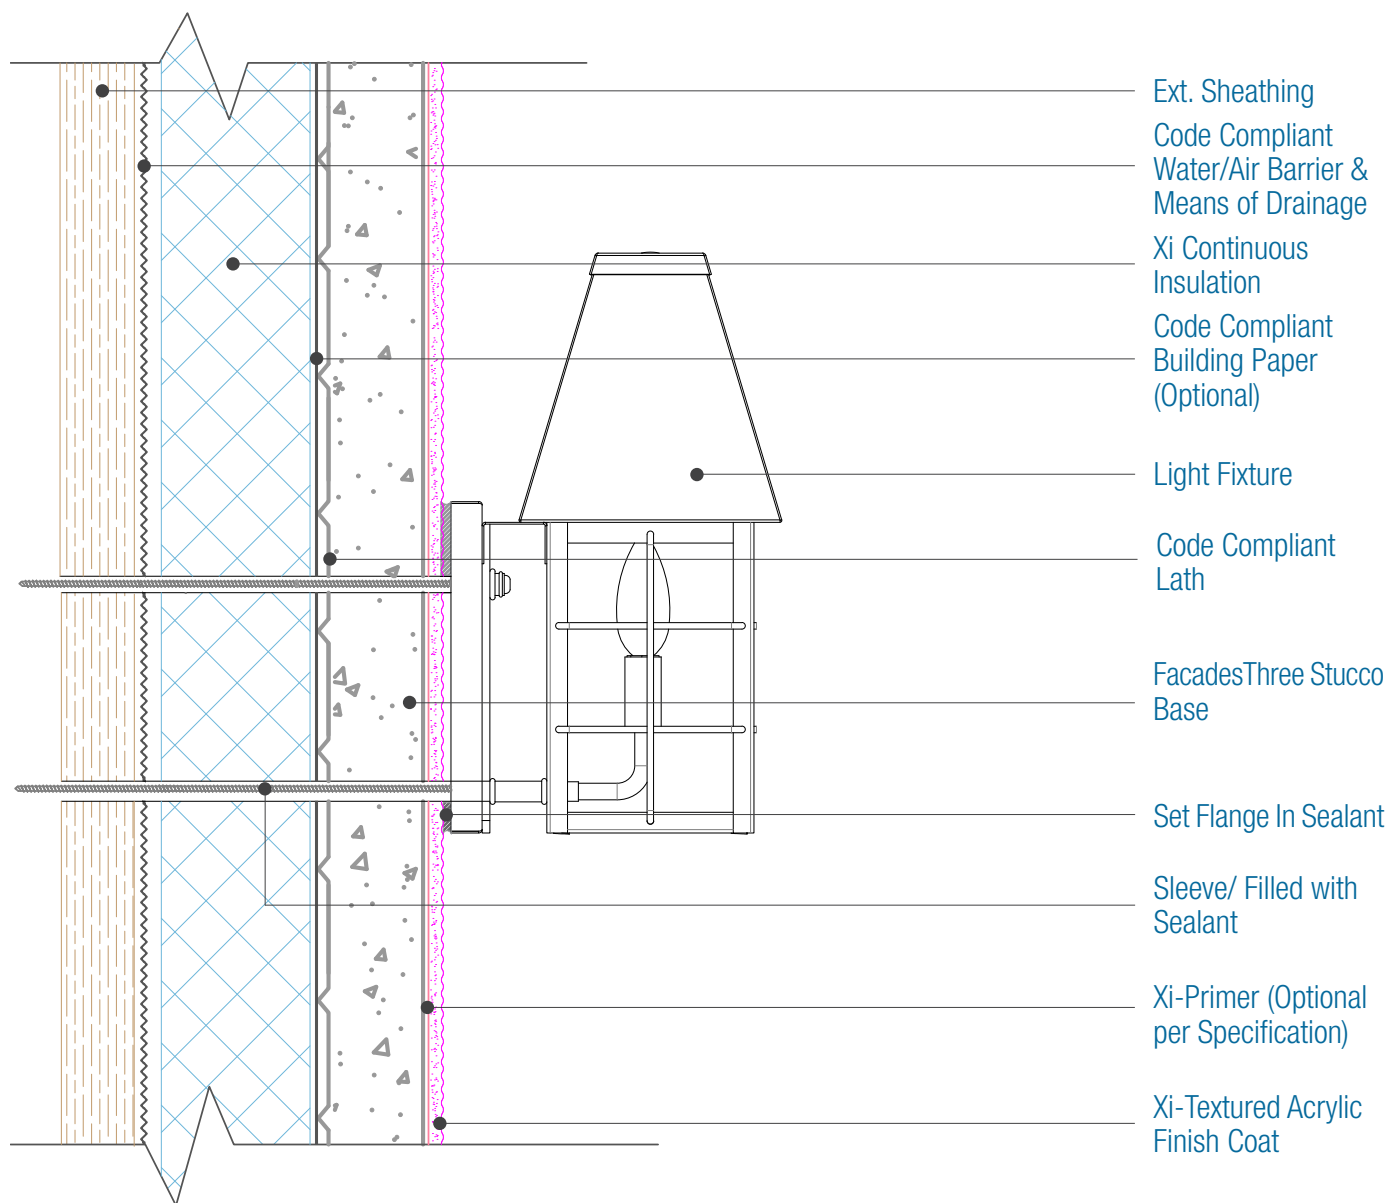 Ext. Sheathing
Code Compliant
Water/Air Barrier &
Means of Drainage
Xi Continuous
Insulation
Code Compliant
Building Paper
(Optional)
Light Fixture
Code Compliant
Lath
FacadesThree Stucco
Base
Set Flange In Sealant
Sleeve/ Filled with
Sealant
Xi-Primer (Optional
per Specification)
Xi-Textured Acrylic
Finish Coat